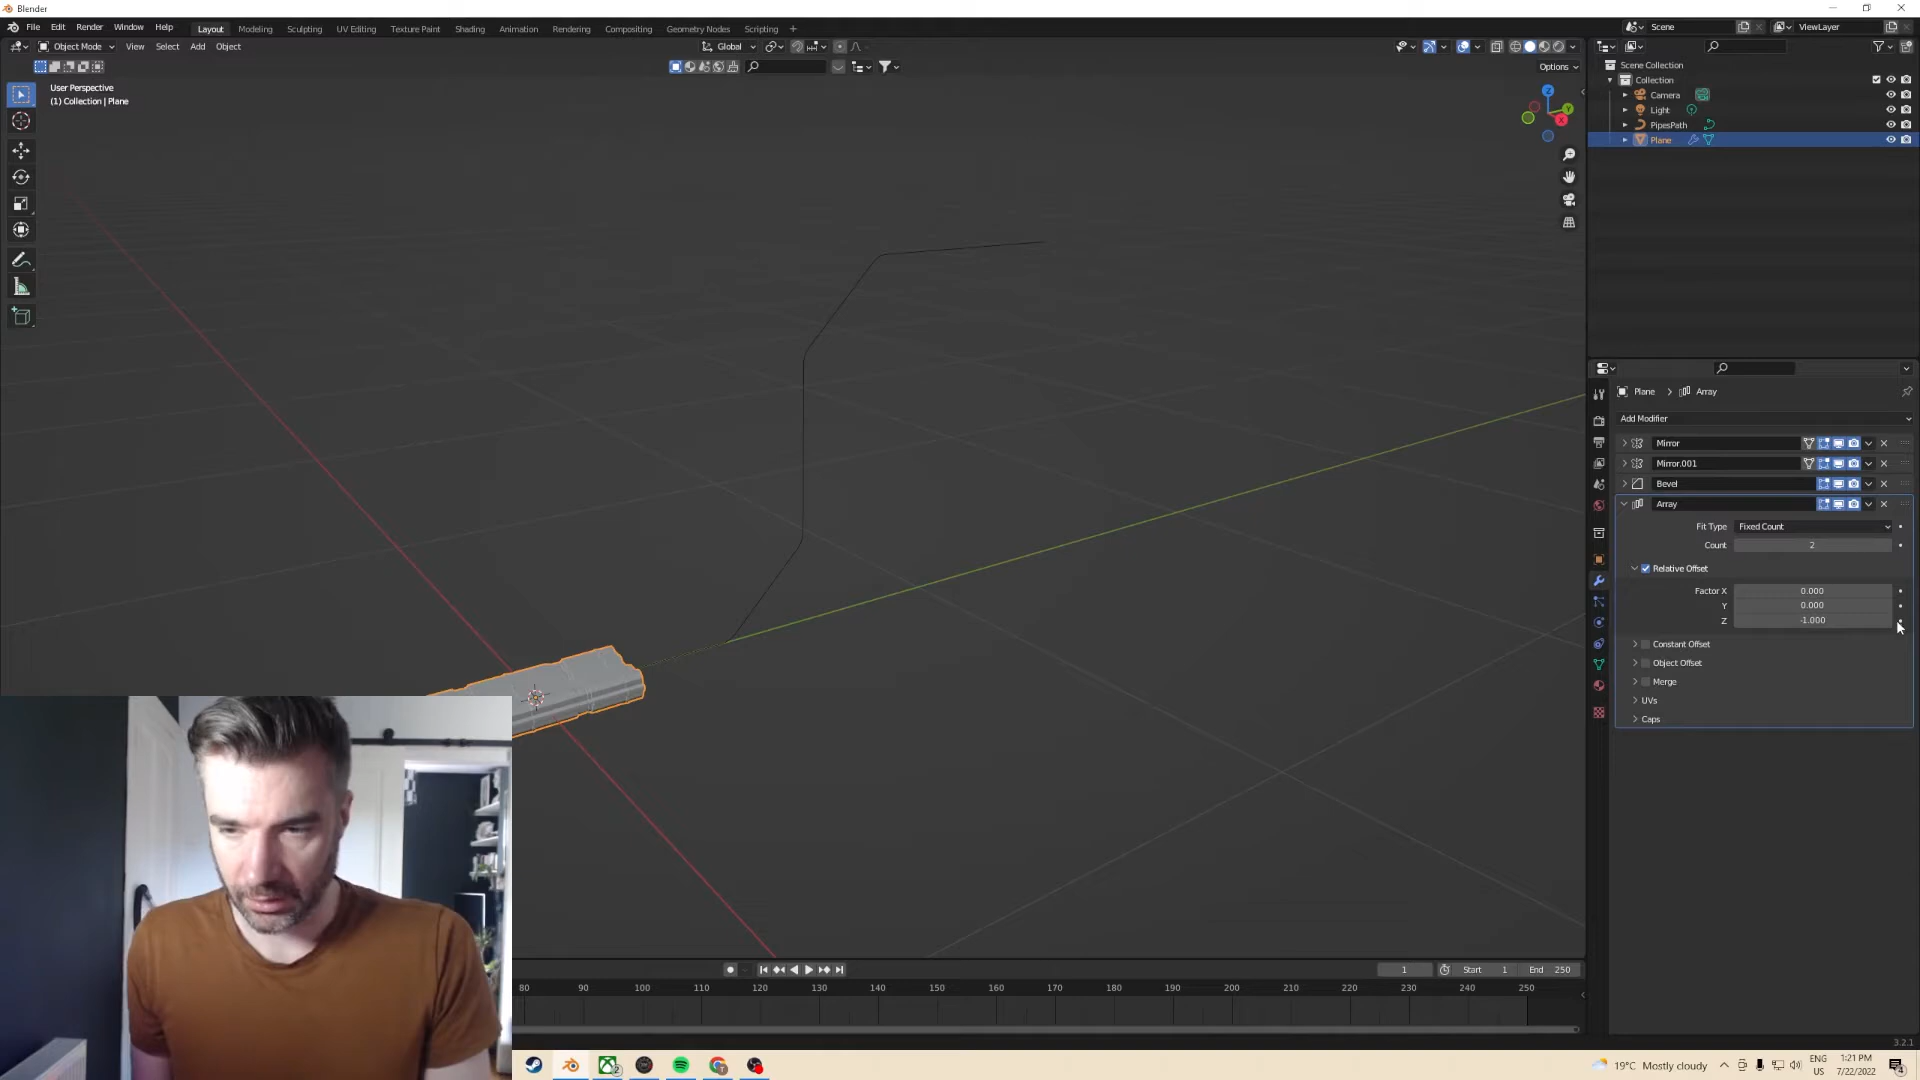 Blender
File Edit Render Window Help
Layout Modeling Sculpting UV Editing Texture Paint Shading Animation Rendering Compositing Geometry Nodes Scripting +
Scene
ViewLayer
Object Mode View Select Add Object
Global
Options
User Perspective
(1) Collection | Plane
Z
Y
X
Scene Collection
Collection
Camera
Light
PipesPath
Plane
Plane > Array
Add Modifier
Mirror
Mirror.001
Bevel
Array
Fit Type Fixed Count
Count 2
Relative Offset
Factor X 0.000
Y 0.000
Z -1.000
Constant Offset
Object Offset
Merge
UVs
Caps
1 Start 1 End 250
80 90 100 110 120 130 140 150 160 170 180 190 200 210 220 230 240 250
3.2.1
19°C Mostly cloudy
ENG
US
1:21 PM
7/22/2022